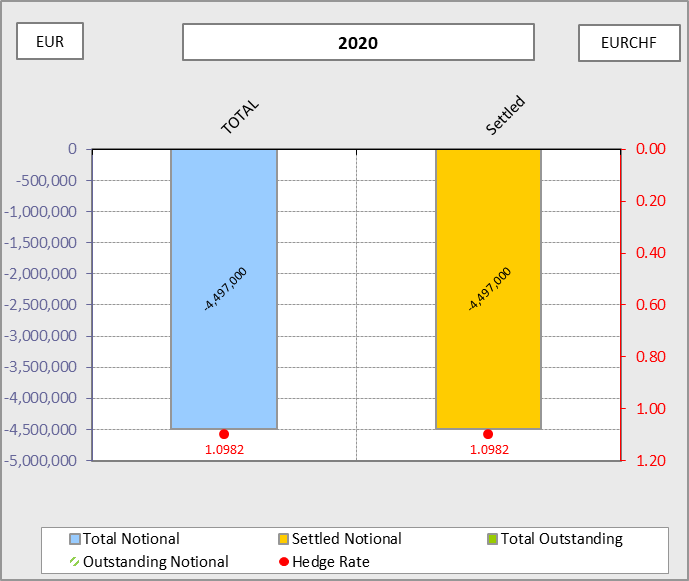 EUR
2020
EURCHF
TOTAL
Settled
0
-500,000
-1,000,000
-1,500,000
-2,000,000
-2,500,000
-3,000,000
-3,500,000
-4,000,000
-4,500,000
-5,000,000
-4,497,000
-4,497,000
1.0982
1.0982
0.00
0.20
0.40
0.60
0.80
1.00
1.20
Total Notional
Settled Notional
Total Outstanding
Outstanding Notional
Hedge Rate